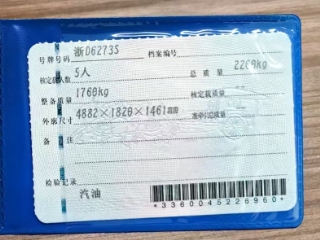 号牌号码 浙D6273S 档案编号
核定载人数 5人 总质量 2260kg
整备质量 1760kg 核定载质量
外廓尺寸 4882×1820×1461mm 准牵引总质量
备注
检验记录
汽油
*3360045226960*